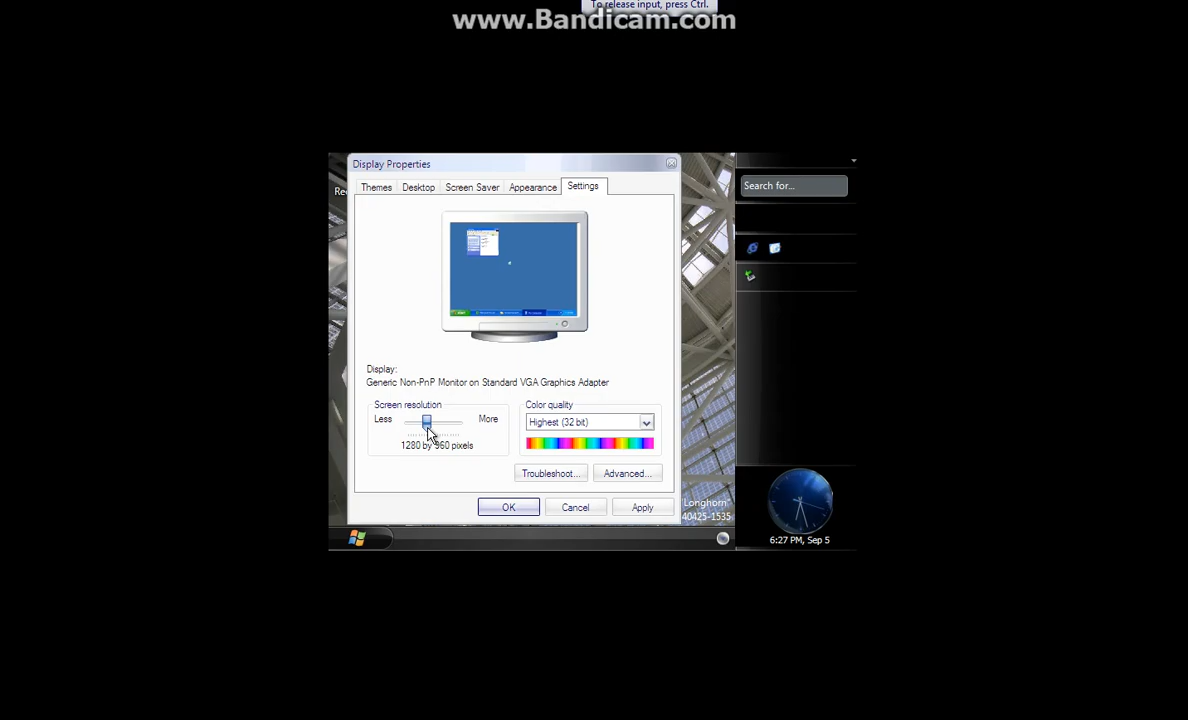 To release input, press Ctrl.
www.Bandicam.com
Display Properties
Themes
Desktop
Screen Saver
Appearance
Settings
Display:
Generic Non-PnP Monitor on Standard VGA Graphics Adapter
Screen resolution
Less
More
1280 by 960 pixels
Color quality
Highest (32 bit)
Troubleshoot...
Advanced...
OK
Cancel
Apply
Rec
Search for...
"Longhorn"
40425-1535
6:27 PM, Sep 5